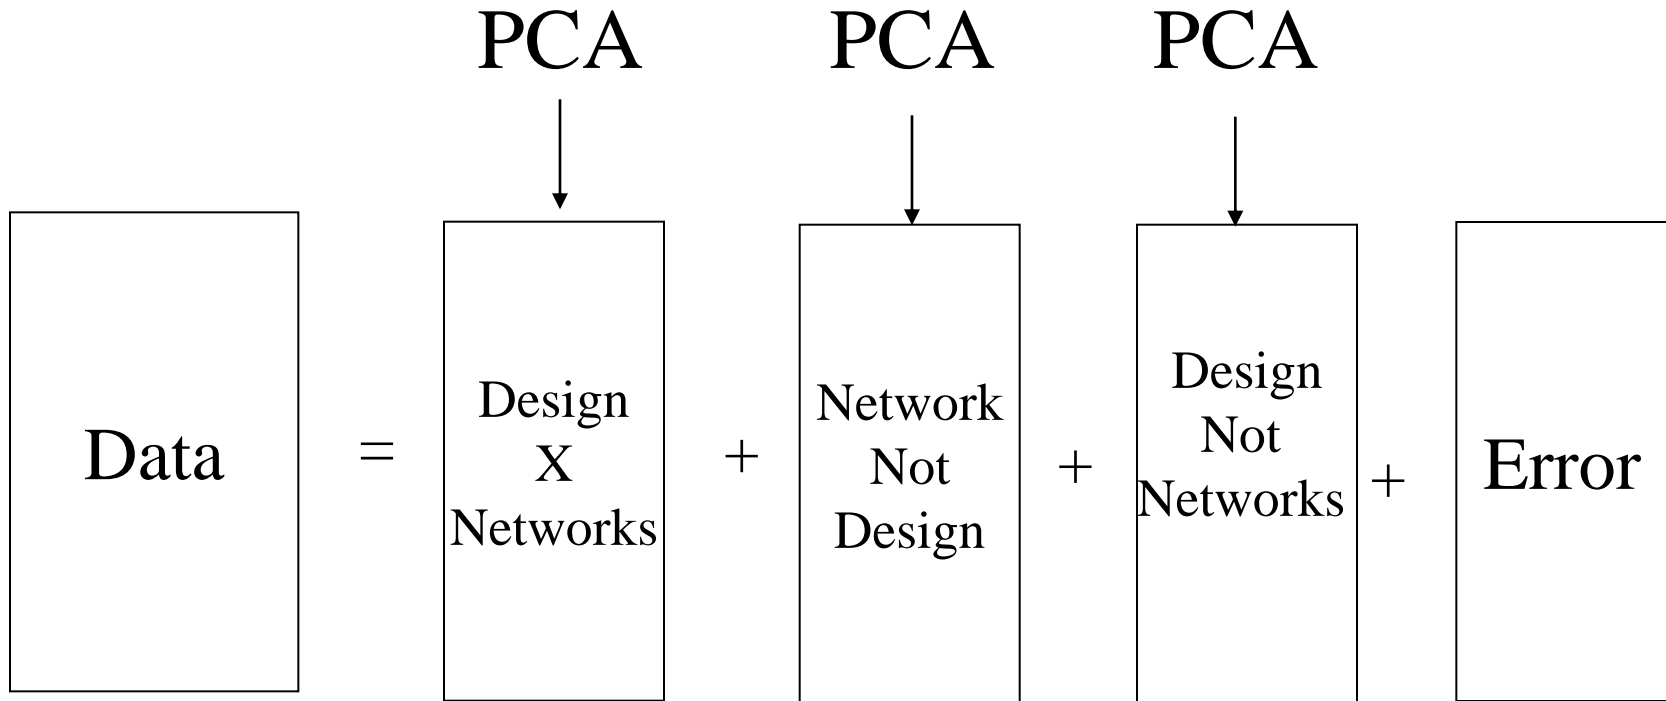 PCA PCA PCA
Data
=
Design
X
Networks
+
Network
Not
Design
+
Design
Not
Networks
+
Error